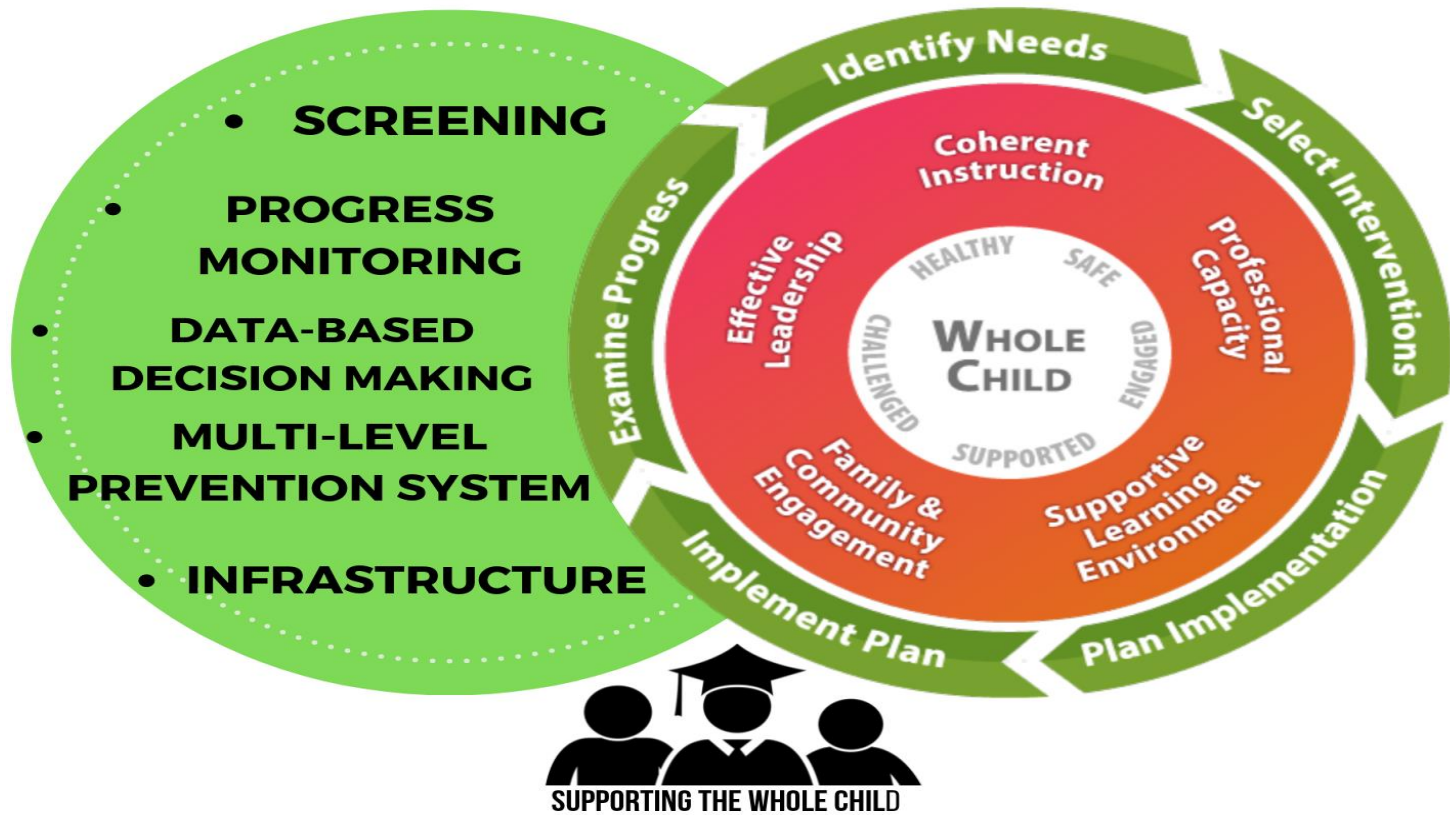 • SCREENING
• PROGRESS
MONITORING
• DATA-BASED
DECISION MAKING
• MULTI-LEVEL
PREVENTION SYSTEM
• INFRASTRUCTURE
Identify Needs
Select Interventions
Plan Implementation
Implement Plan
Examine Progress
Coherent
Instruction
Professional
Capacity
Supportive
Learning
Environment
Family &
Community
Engagement
Effective
Leadership
HEALTHY
SAFE
ENGAGED
SUPPORTED
CHALLENGED
WHOLE
CHILD
SUPPORTING THE WHOLE CHILD